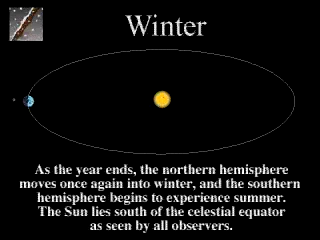 Winter
As the year ends, the northern hemisphere
moves once again into winter, and the southern
hemisphere begins to experience summer.
The Sun lies south of the celestial equator
as seen by all observers.